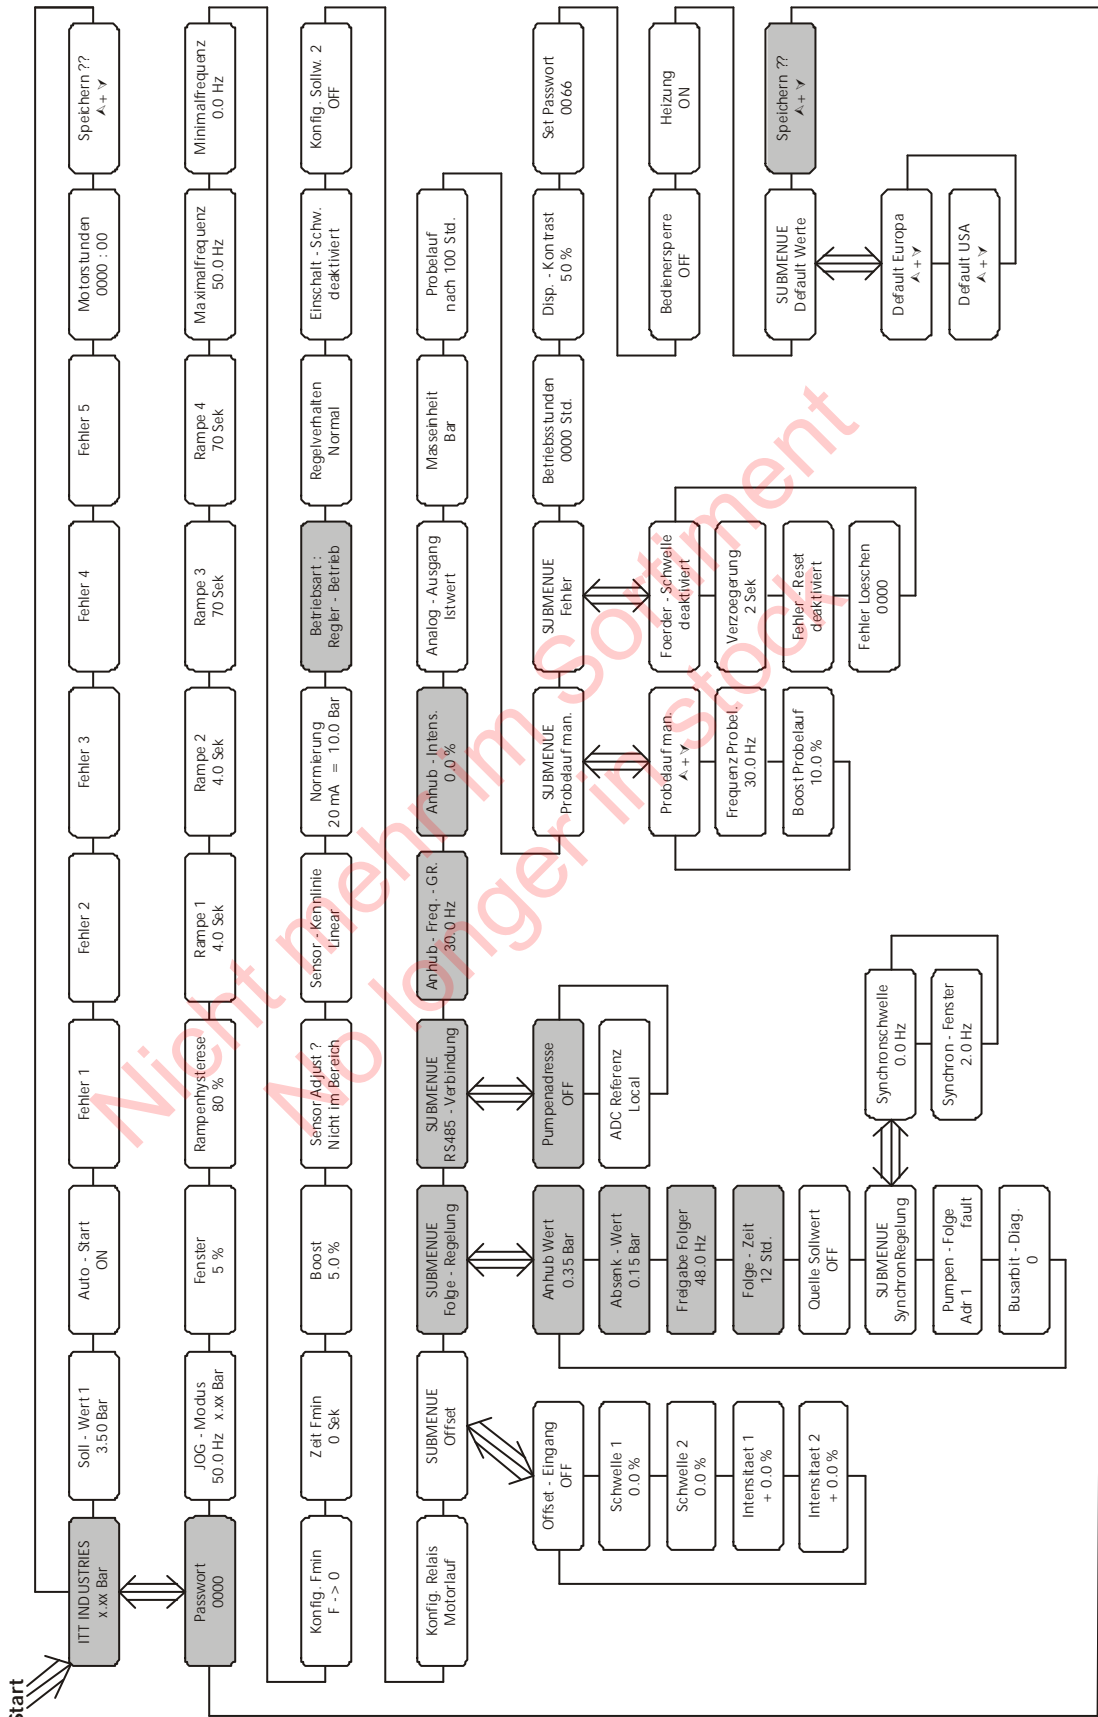 Start
ITT INDUSTRIES
x.xx Bar
Soll - Wert 1
3.50 Bar
Auto - Start
ON
Fehler 1
Fehler 2
Fehler 3
Fehler 4
Fehler 5
Motorstunden
0000 : 00
Speichern ??
⮝ + ⮟
Passwort
0000
JOG - Modus
50.0 Hz x.xx Bar
Fenster
5 %
Rampenhysterese
80 %
Rampe 1
4.0 Sek
Rampe 2
4.0 Sek
Rampe 3
70 Sek
Rampe 4
70 Sek
Maximalfrequenz
50.0 Hz
Minimalfrequenz
0.0 Hz
Konfig. Fmin
F - > 0
Zeit Fmin
0 Sek
Boost
5.0 %
Sensor Adjust ?
Nicht im Bereich
Sensor - Kennlinie
Linear
Normierung
20 mA = 10.0 Bar
Betriebsart :
Regler - Betrieb
Regelverhalten
Normal
Einschalt - Schw.
deaktiviert
Konfig. Sollw. 2
OFF
Konfig. Relais
Motorlauf
SUBMENUE
Offset
SUBMENUE
Folge - Regelung
SUBMENUE
RS485 - Verbindung
Anhub - Freq. - GR.
30.0 Hz
Anhub - Intens.
0.0 %
Analog - Ausgang
Istwert
Masseinheit
Bar
Probelauf
nach 100 Std.
Offset - Eingang
OFF
Schwelle 1
0.0 %
Schwelle 2
0.0 %
Intensitaet 1
+ 0.0 %
Intensitaet 2
+ 0.0 %
Anhub Wert
0.35 Bar
Absenk - Wert
0.15 Bar
Freigabe Folger
48.0 Hz
Folge - Zeit
12 Std.
Quelle Sollwert
OFF
SUBMENUE
SynchronRegelung
Pumpen - Folge
Adr 1 fault
Busarbit - Diag.
0
Synchronschwelle
0.0 Hz
Synchron - Fenster
2.0 Hz
Pumpenadresse
OFF
ADC Referenz
Local
SUBMENUE
Probelauf man.
SUBMENUE
Fehler
Betriebsstunden
0000 Std.
Disp. - Kontrast
50 %
Set Passwort
0066
Probelauf man.
⮝ + ⮟
Frequenz Probel.
30.0 Hz
Boost Probelauf
10.0 %
Foerder - Schwelle
deaktiviert
Verzoegerung
2 Sek
Fehler - Reset
deaktiviert
Fehler Loeschen
0000
Bedienersperre
OFF
Heizung
ON
SUBMENUE
Default Werte
Speichern ??
⮝ + ⮟
Default Europa
⮝ + ⮟
Default USA
⮝ + ⮟
Nicht mehr im Sortiment
No longer in stock